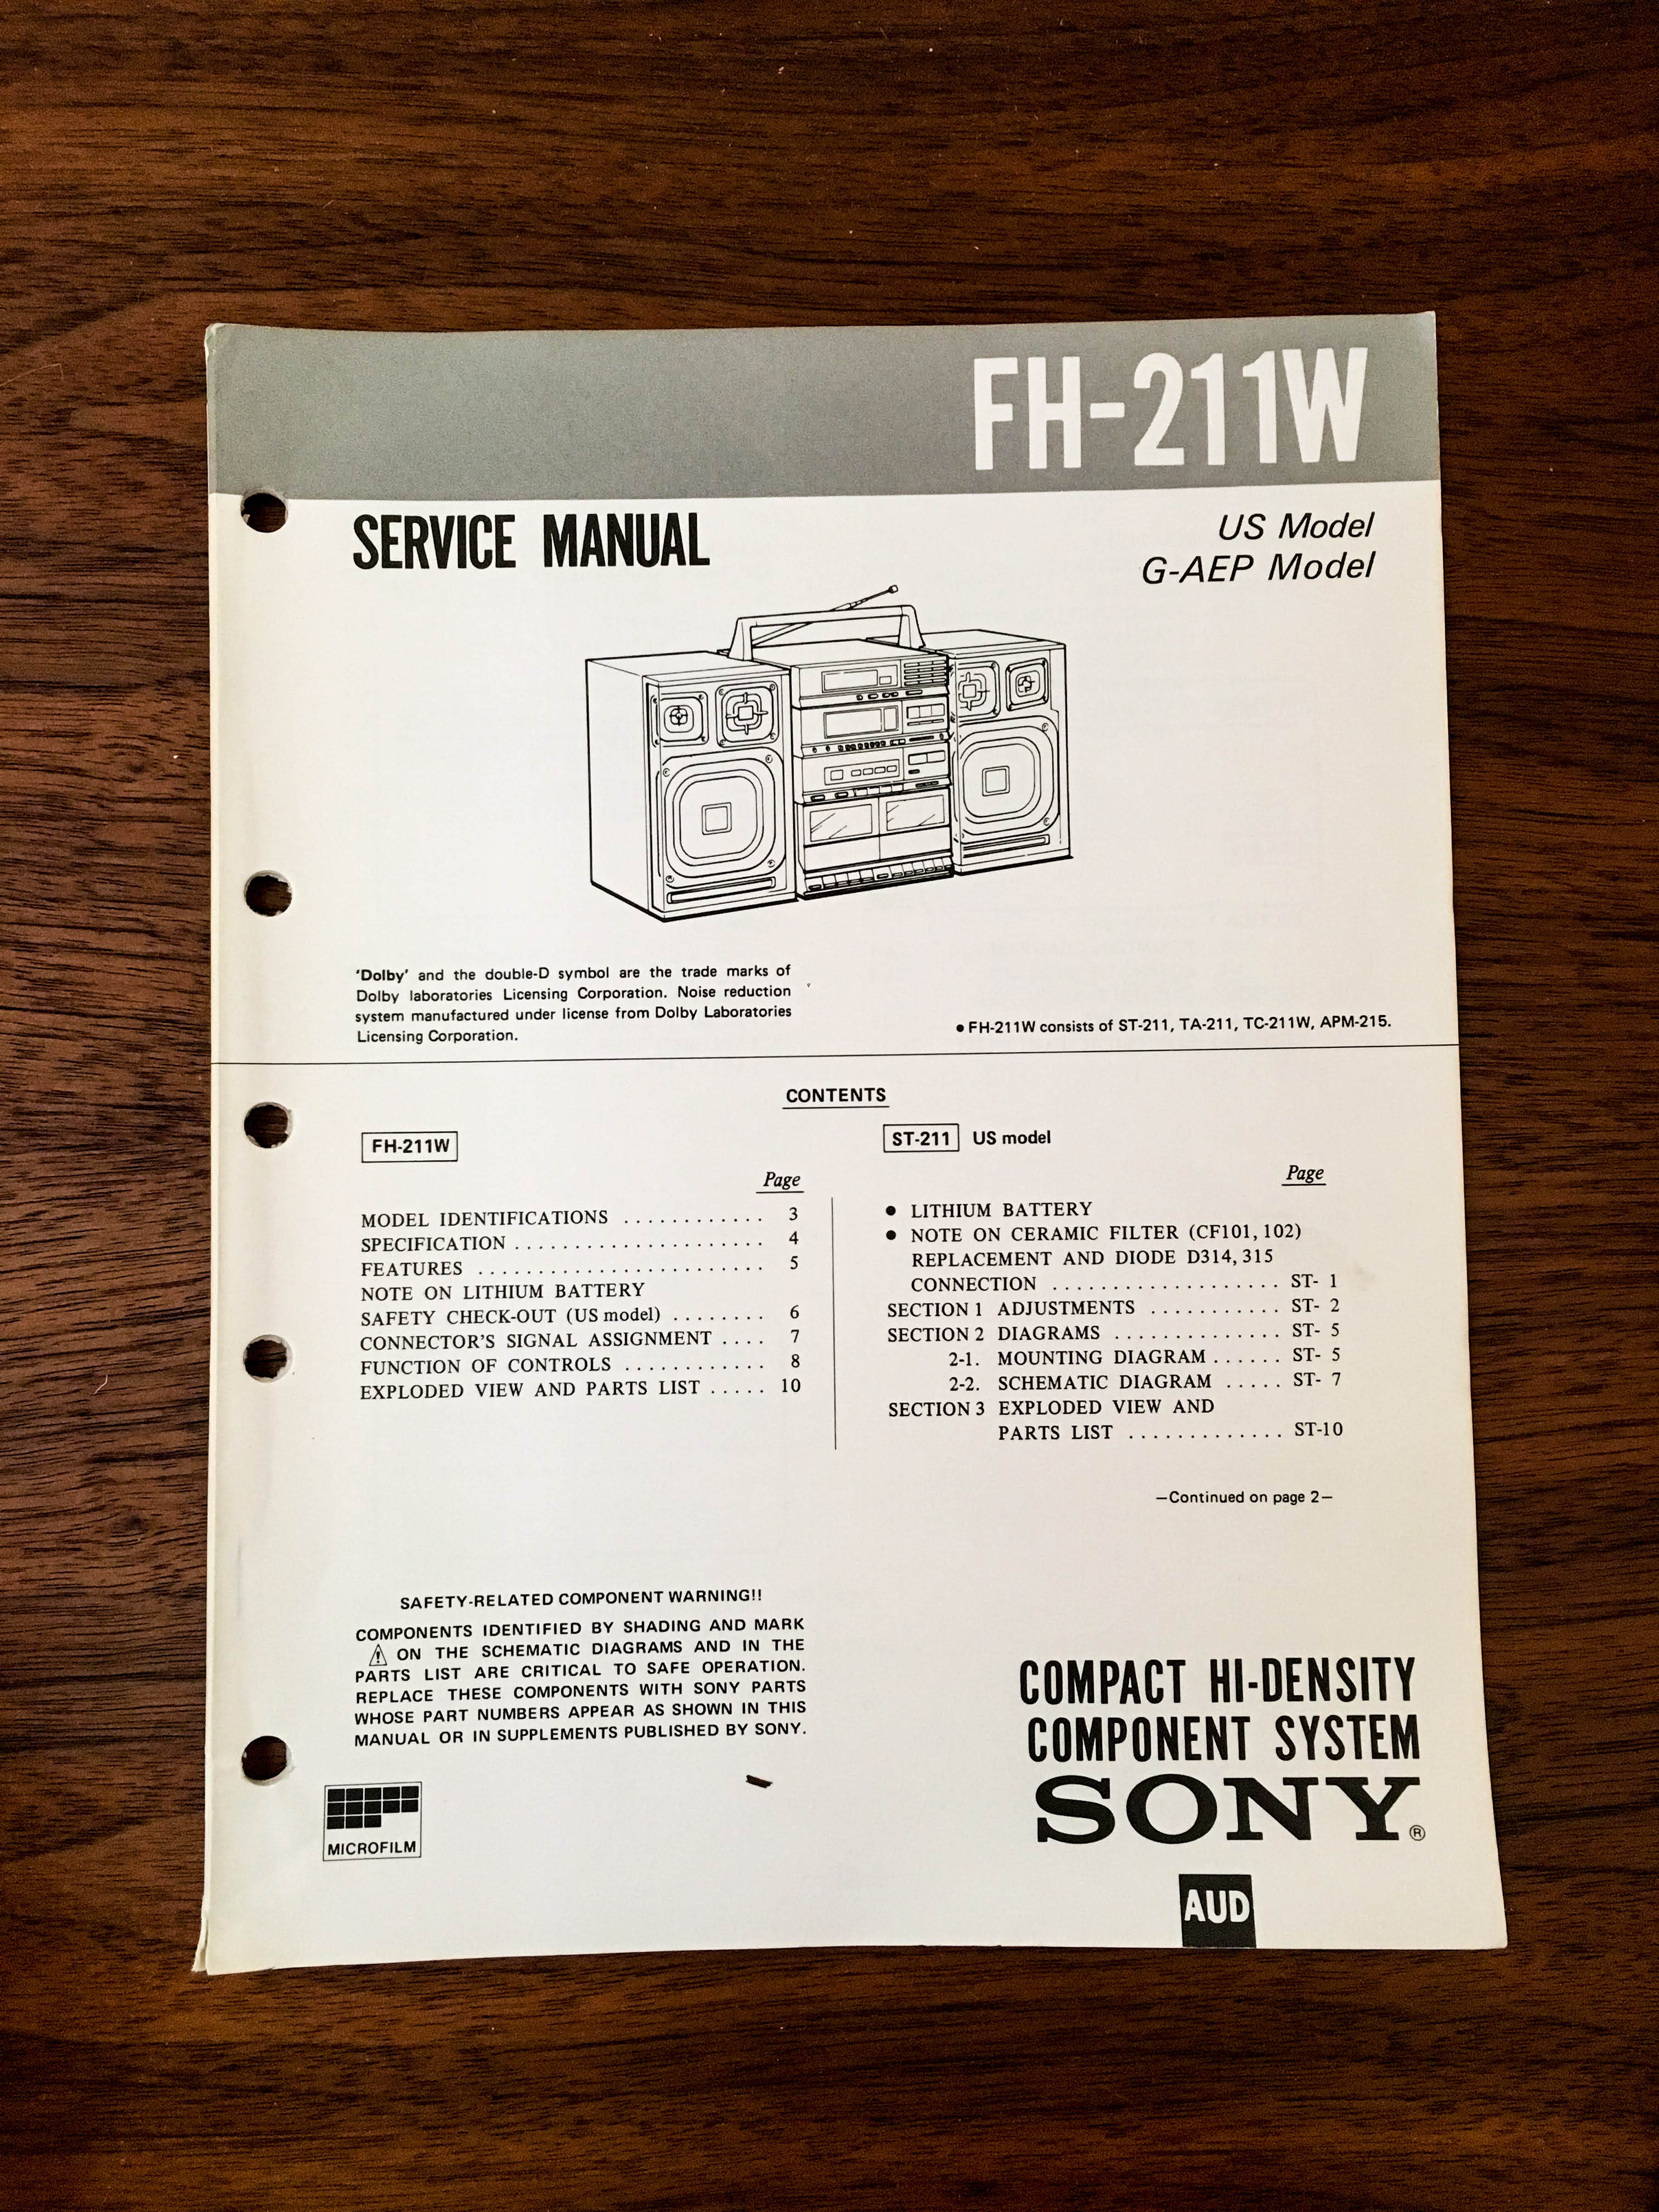 FH-211W
SERVICE MANUAL
US Model
G-AEP Model
'Dolby' and the double-D symbol are the trade marks of
Dolby laboratories Licensing Corporation. Noise reduction
system manufactured under license from Dolby Laboratories
Licensing Corporation.
● FH-211W consists of ST-211, TA-211, TC-211W, APM-215.
CONTENTS
FH-211W
Page
MODEL IDENTIFICATIONS ............ 3
SPECIFICATION ..................... 4
FEATURES ........................ 5
NOTE ON LITHIUM BATTERY
SAFETY CHECK-OUT (US model) ........ 6
CONNECTOR'S SIGNAL ASSIGNMENT .... 7
FUNCTION OF CONTROLS ............ 8
EXPLODED VIEW AND PARTS LIST ..... 10
ST-211 US model
Page
● LITHIUM BATTERY
● NOTE ON CERAMIC FILTER (CF101, 102)
REPLACEMENT AND DIODE D314, 315
CONNECTION ................... ST- 1
SECTION 1 ADJUSTMENTS ........... ST- 2
SECTION 2 DIAGRAMS .............. ST- 5
2-1. MOUNTING DIAGRAM ...... ST- 5
2-2. SCHEMATIC DIAGRAM ..... ST- 7
SECTION 3 EXPLODED VIEW AND
PARTS LIST ............. ST-10
—Continued on page 2—
SAFETY-RELATED COMPONENT WARNING!!
COMPONENTS IDENTIFIED BY SHADING AND MARK
⚠ ON THE SCHEMATIC DIAGRAMS AND IN THE
PARTS LIST ARE CRITICAL TO SAFE OPERATION.
REPLACE THESE COMPONENTS WITH SONY PARTS
WHOSE PART NUMBERS APPEAR AS SHOWN IN THIS
MANUAL OR IN SUPPLEMENTS PUBLISHED BY SONY.
MICROFILM
COMPACT HI-DENSITY
COMPONENT SYSTEM
SONY®
AUD